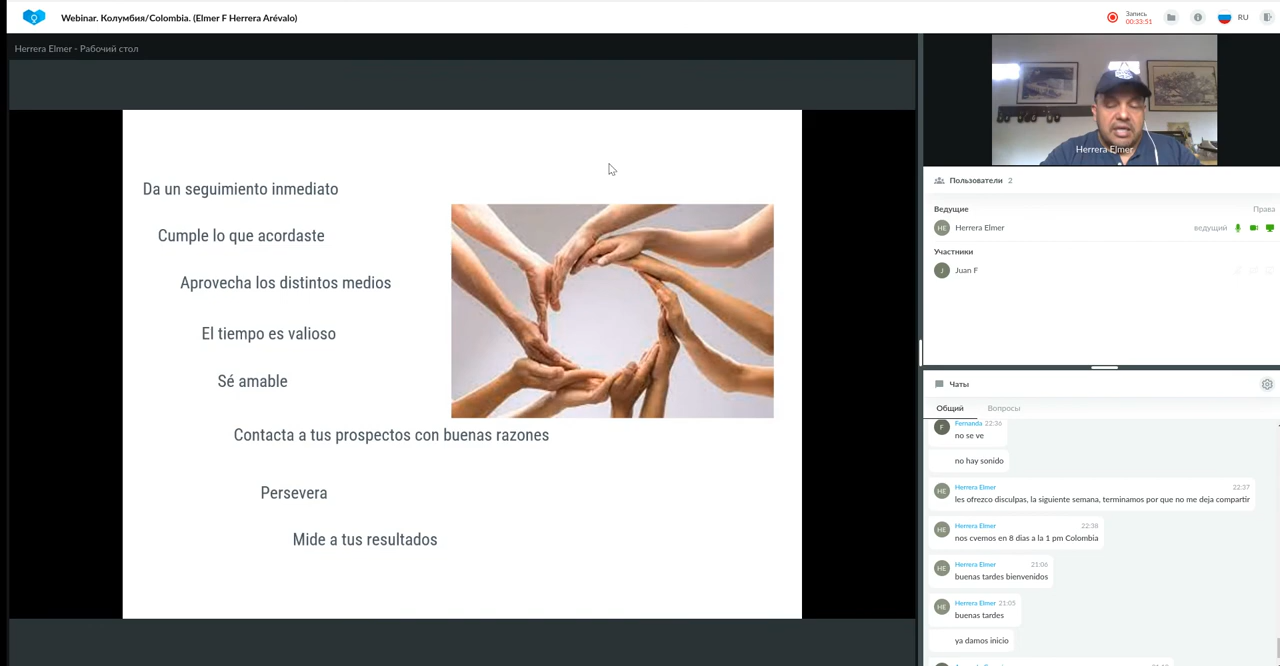 Webinar. Колумбия/Colombia. (Elmer F Herrera Arévalo)
Запись
00:33:51
RU
Herrera Elmer - Рабочий стол
Da un seguimiento inmediato
Cumple lo que acordaste
Aprovecha los distintos medios
El tiempo es valioso
Sé amable
Contacta a tus prospectos con buenas razones
Persevera
Mide a tus resultados
Herrera Elmer
Пользователи 2
Ведущие Права
HE Herrera Elmer ведущий
Участники
J Juan F
Чаты
Общий Вопросы
F Fernanda 22:36
no se ve
no hay sonido
HE Herrera Elmer 22:37
les ofrezco disculpas, la siguiente semana, terminamos por que no me deja compartir
HE Herrera Elmer 22:38
nos cvemos en 8 dias a la 1 pm Colombia
HE Herrera Elmer 21:06
buenas tardes bienvenidos
HE Herrera Elmer 21:05
buenas tardes
ya damos inicio